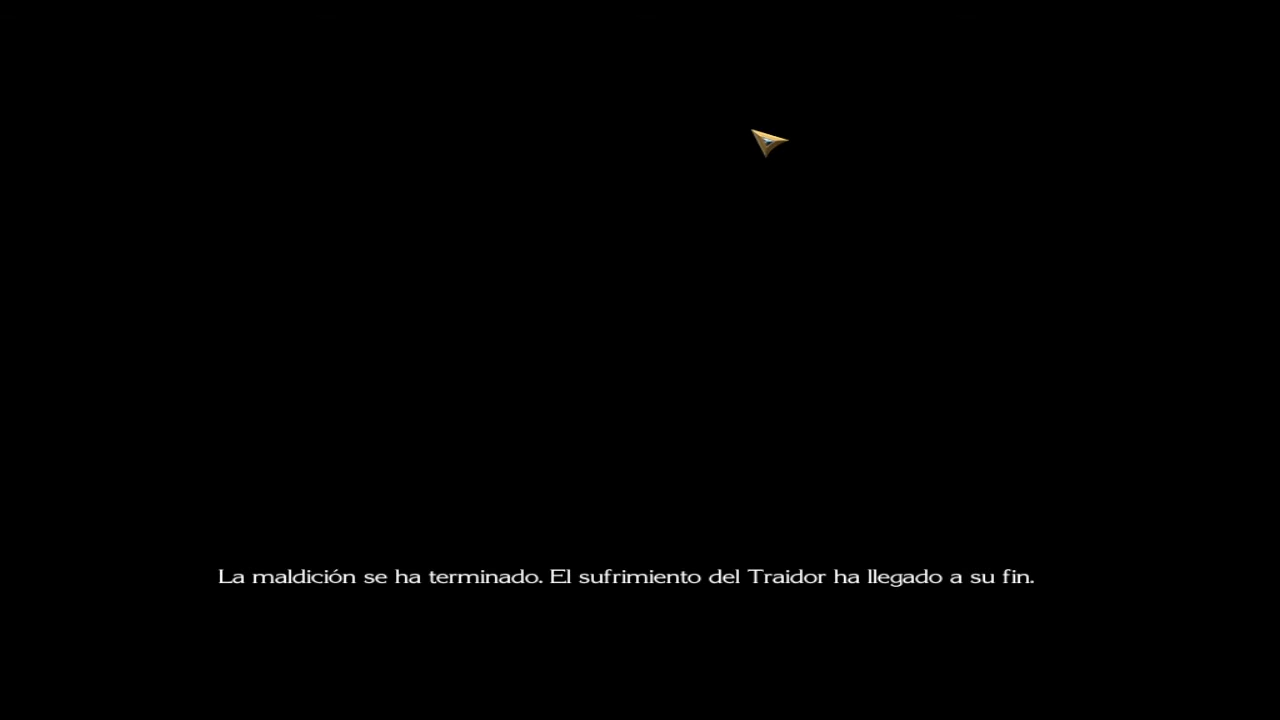 La maldición se ha terminado. El sufrimiento del Traidor ha llegado a su fin.